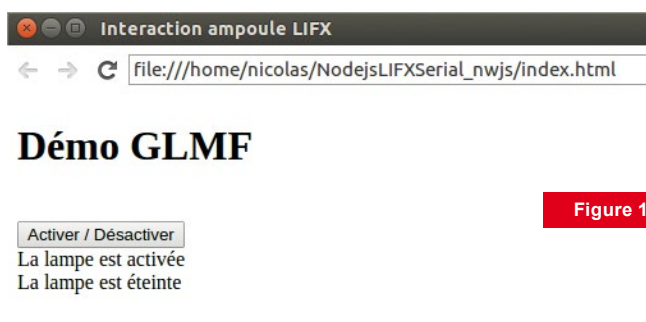 Interaction ampoule LIFX
file:///home/nicolas/NodejsLIFXSerial_nwjs/index.html
Démo GLMF
Figure 1
Activer / Désactiver
La lampe est activée
La lampe est éteinte